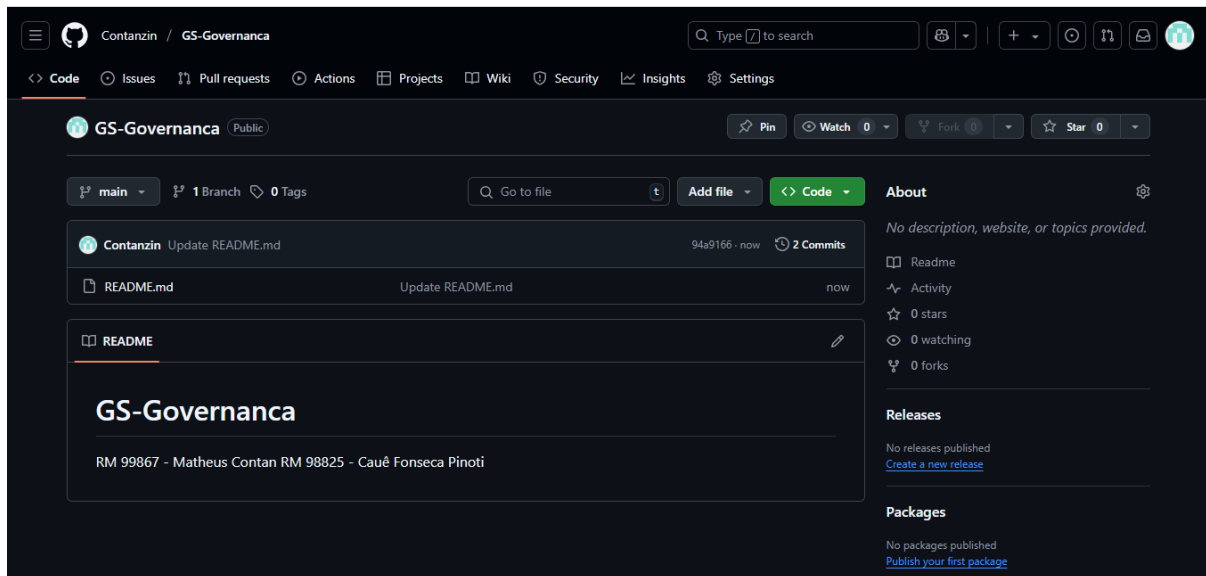 Contanzin / GS-Governanca
Type / to search
Code Issues Pull requests Actions Projects Wiki Security Insights Settings
GS-Governanca Public
Pin Watch 0 Fork 0 Star 0
main 1 Branch 0 Tags
Go to file t
Add file Code
Contanzin Update README.md 94a9166 · now 2 Commits
README.md Update README.md now
README
GS-Governanca
RM 99867 - Matheus Contan RM 98825 - Cauê Fonseca Pinoti
About
No description, website, or topics provided.
Readme
Activity
0 stars
0 watching
0 forks
Releases
No releases published
Create a new release
Packages
No packages published
Publish your first package